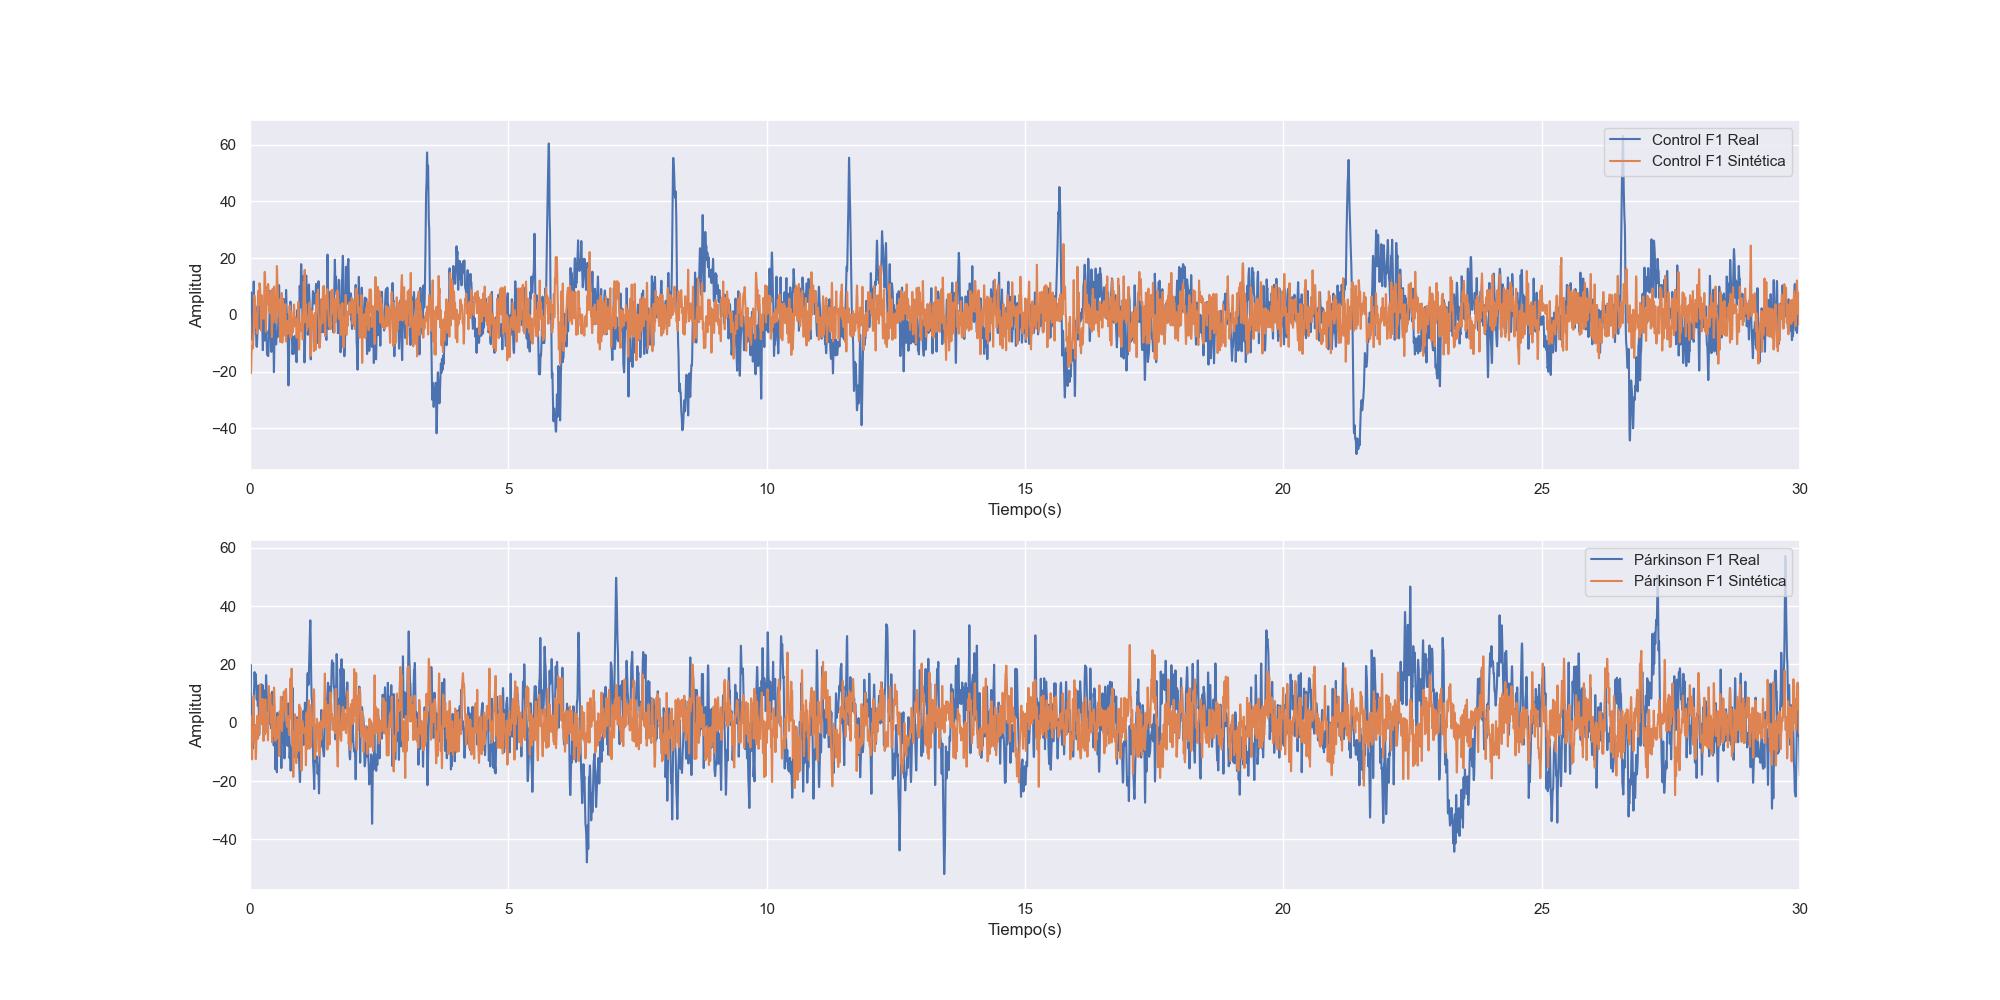 60
40
20
0
−20
−40
Amplitud
Control F1 Real
Control F1 Sintética
0 5 10 15 20 25 30
Tiempo(s)
60
40
20
0
−20
−40
Amplitud
Párkinson F1 Real
Párkinson F1 Sintética
0 5 10 15 20 25 30
Tiempo(s)